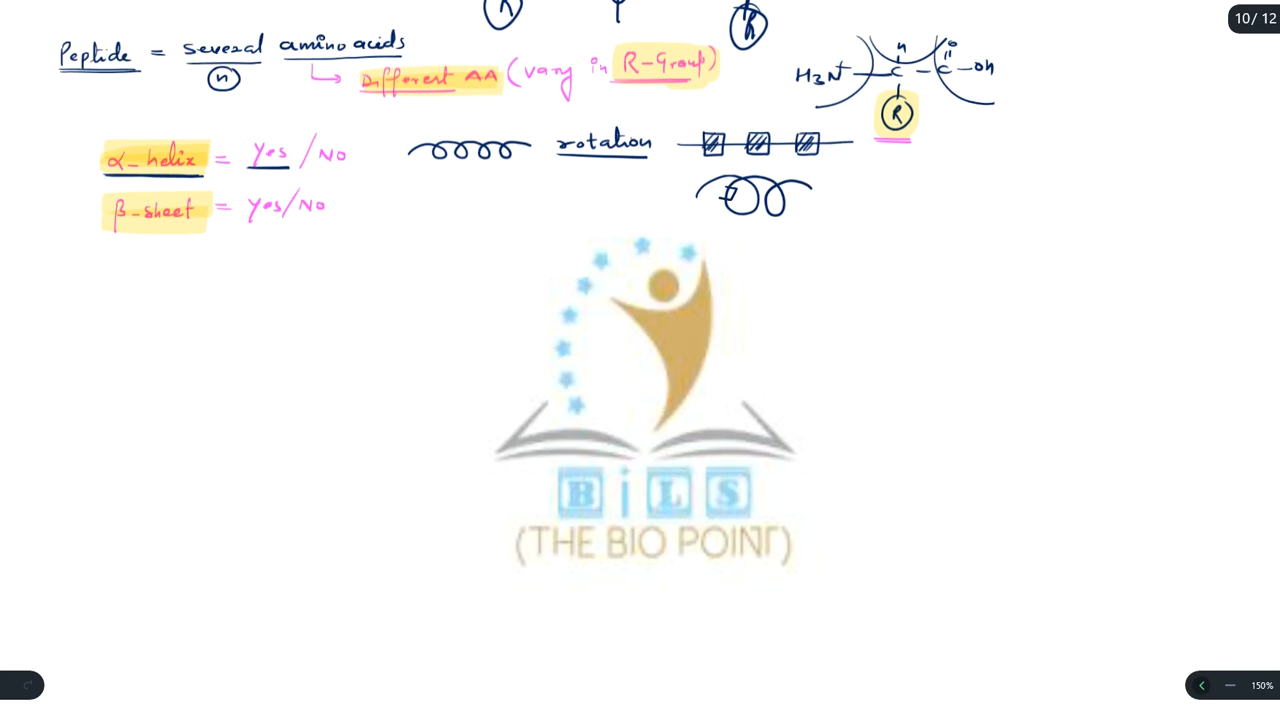 10 / 12
R
Peptide = several amino acids
n
↳ Different AA (vary in R-Group)
H₃N⁺ – C – C – OH
H
O
R
α-helix = Yes / No
rotation
β-sheet = Yes/No
B i L S
(THE BIO POINT)
150%